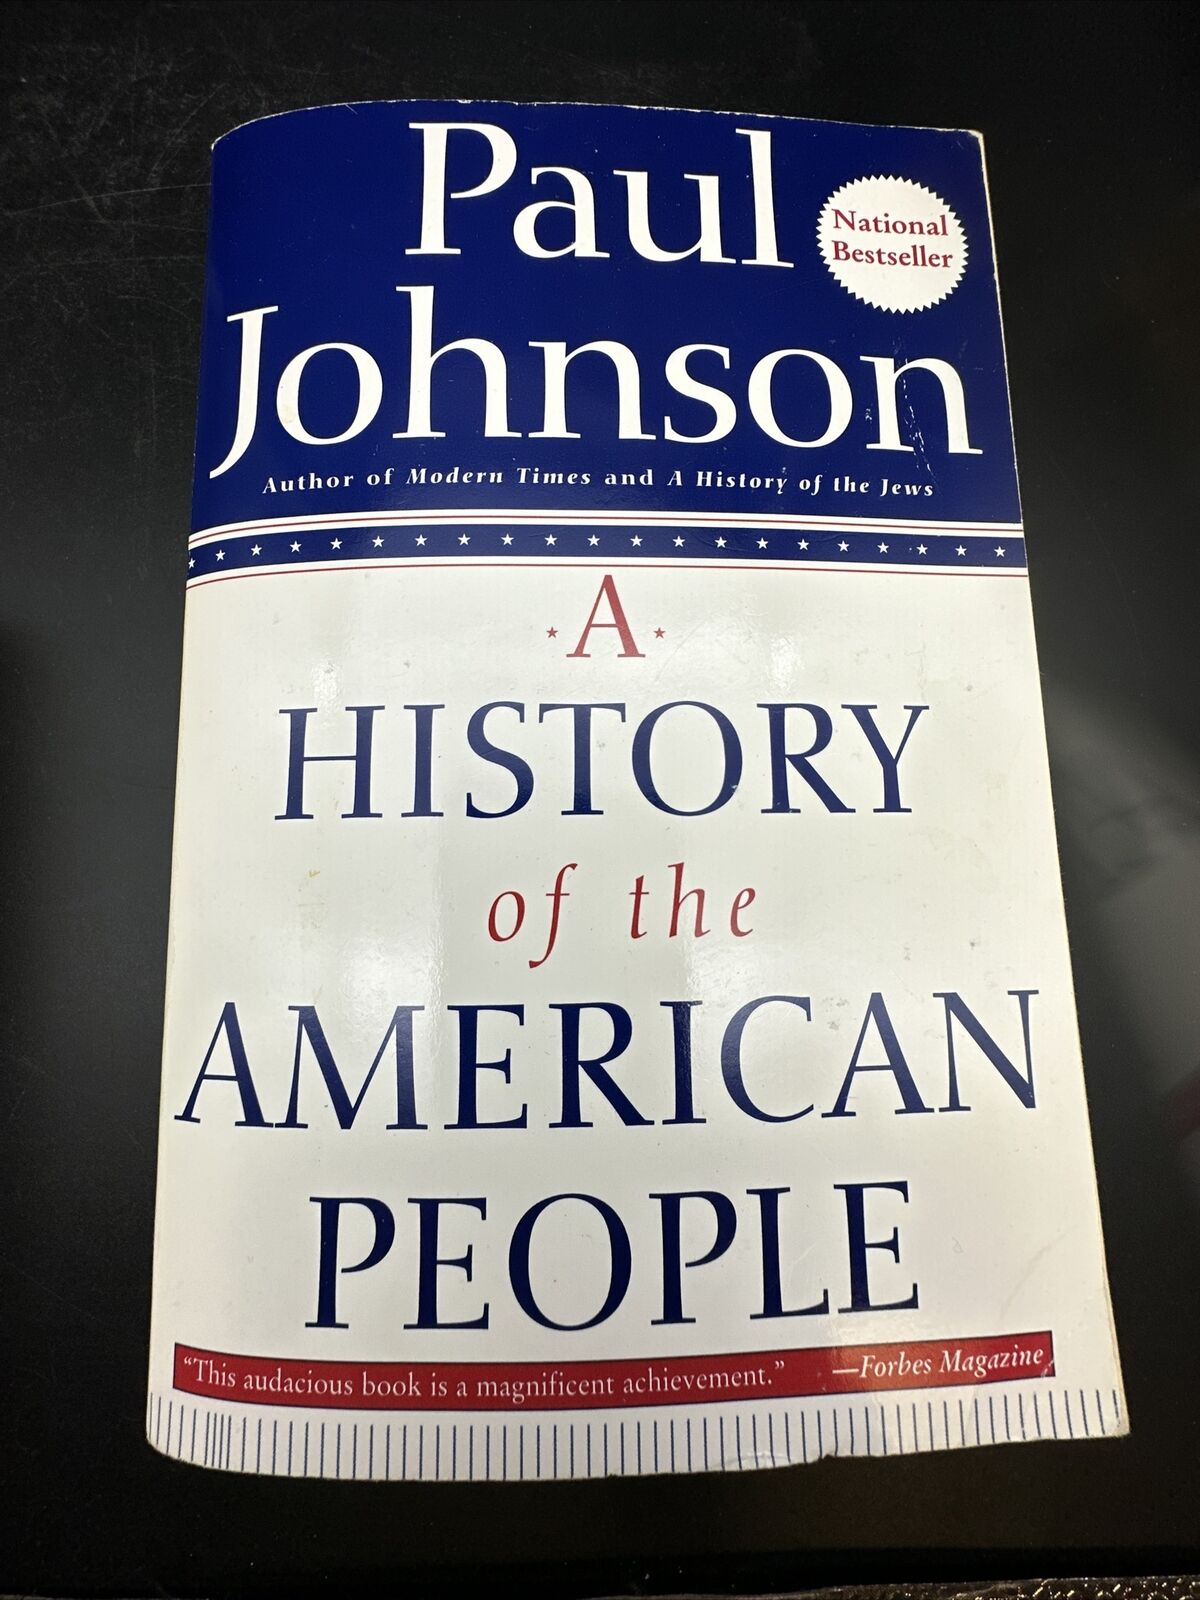 Paul
Johnson
National
Bestseller
Author of Modern Times and A History of the Jews
A
HISTORY
of the
AMERICAN
PEOPLE
“This audacious book is a magnificent achievement.” —Forbes Magazine